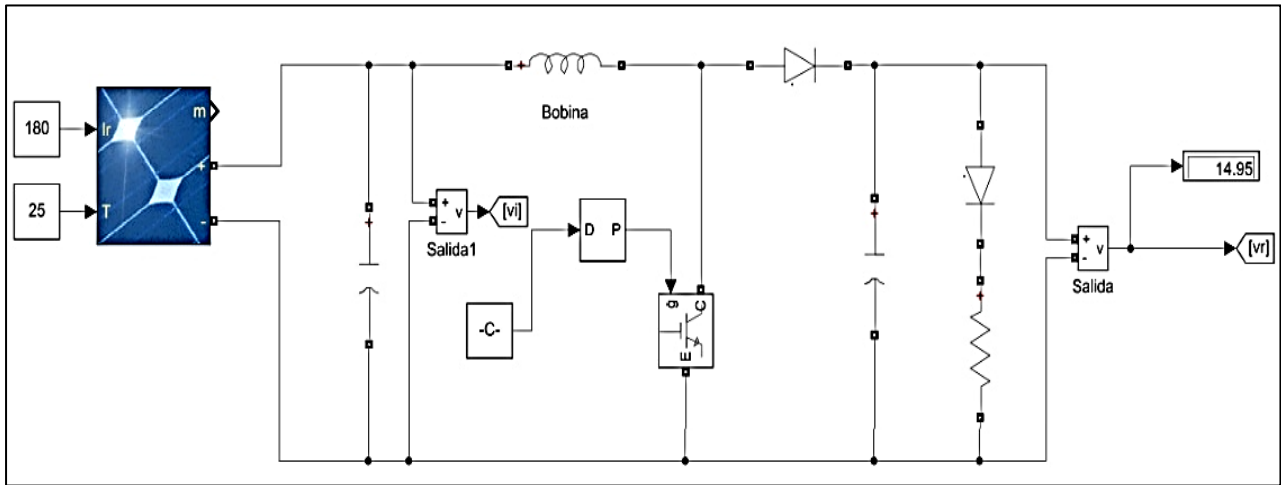 180
Ir
m
25
T
+
-
Bobina
+
-
v
[vi]
Salida1
D
P
-C-
g
C
E
14.95
+
-
v
[vr]
Salida